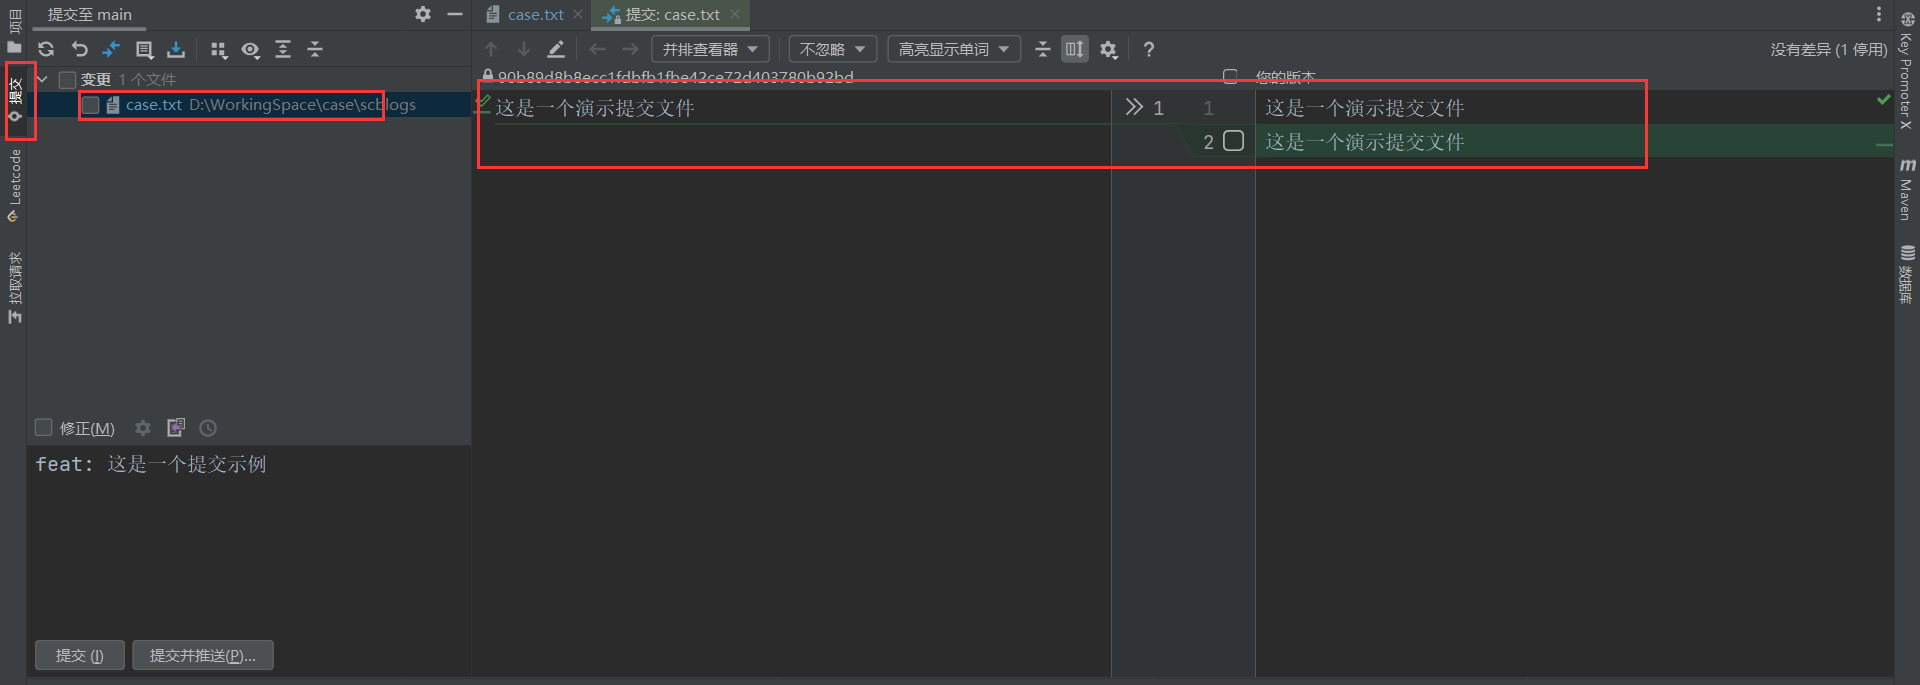 项目
提交
Leetcode
拉取请求
提交至 main
变更 1 个文件
case.txt D:\WorkingSpace\case\scblogs
修正(M)
feat: 这是一个提交示例
提交 (I)
提交并推送(P)...
case.txt
提交: case.txt
并排查看器
不忽略
高亮显示单词
?
没有差异 (1 停用)
90b89d8b8ecc1fdbfb1fbe42ce72d403780b92bd
您的版本
这是一个演示提交文件
1
1
这是一个演示提交文件
2
这是一个演示提交文件
Key Promoter X
Maven
数据库